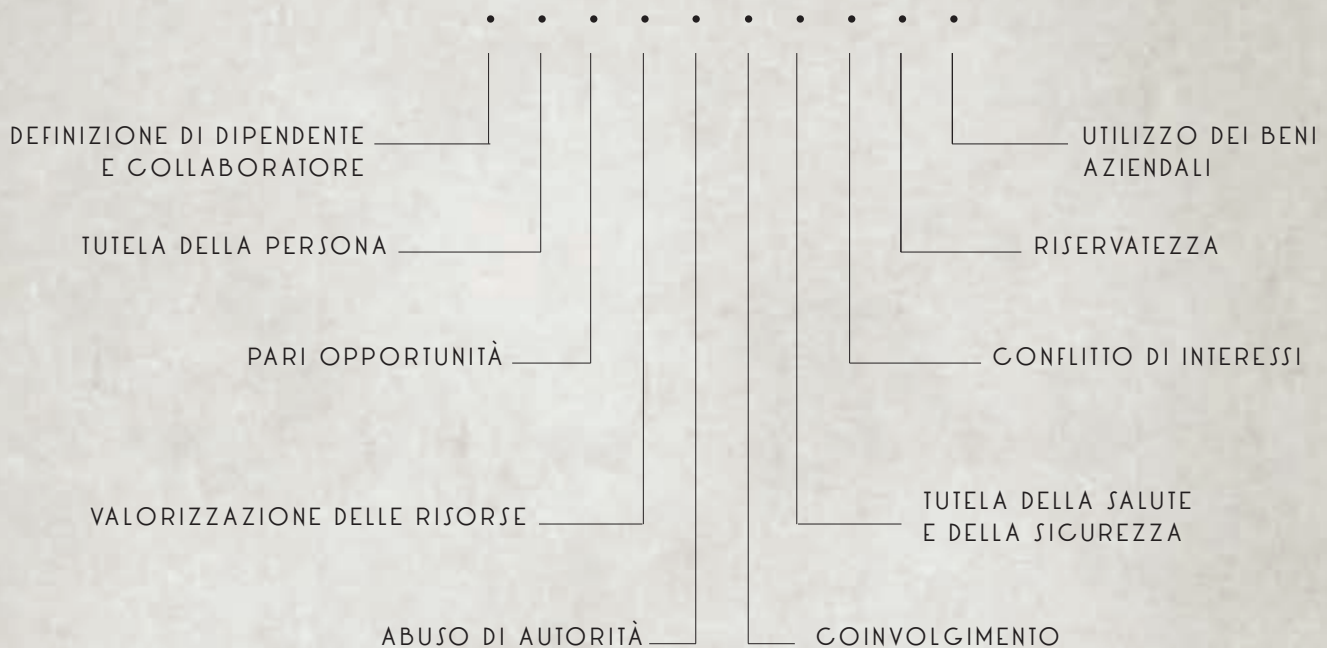 DEFINIZIONE DI DIPENDENTE
E COLLABORATORE
TUTELA DELLA PERSONA
PARI OPPORTUNITÀ
VALORIZZAZIONE DELLE RISORSE
ABUSO DI AUTORITÀ
COINVOLGIMENTO
TUTELA DELLA SALUTE
E DELLA SICUREZZA
CONFLITTO DI INTERESSI
RISERVATEZZA
UTILIZZO DEI BENI
AZIENDALI